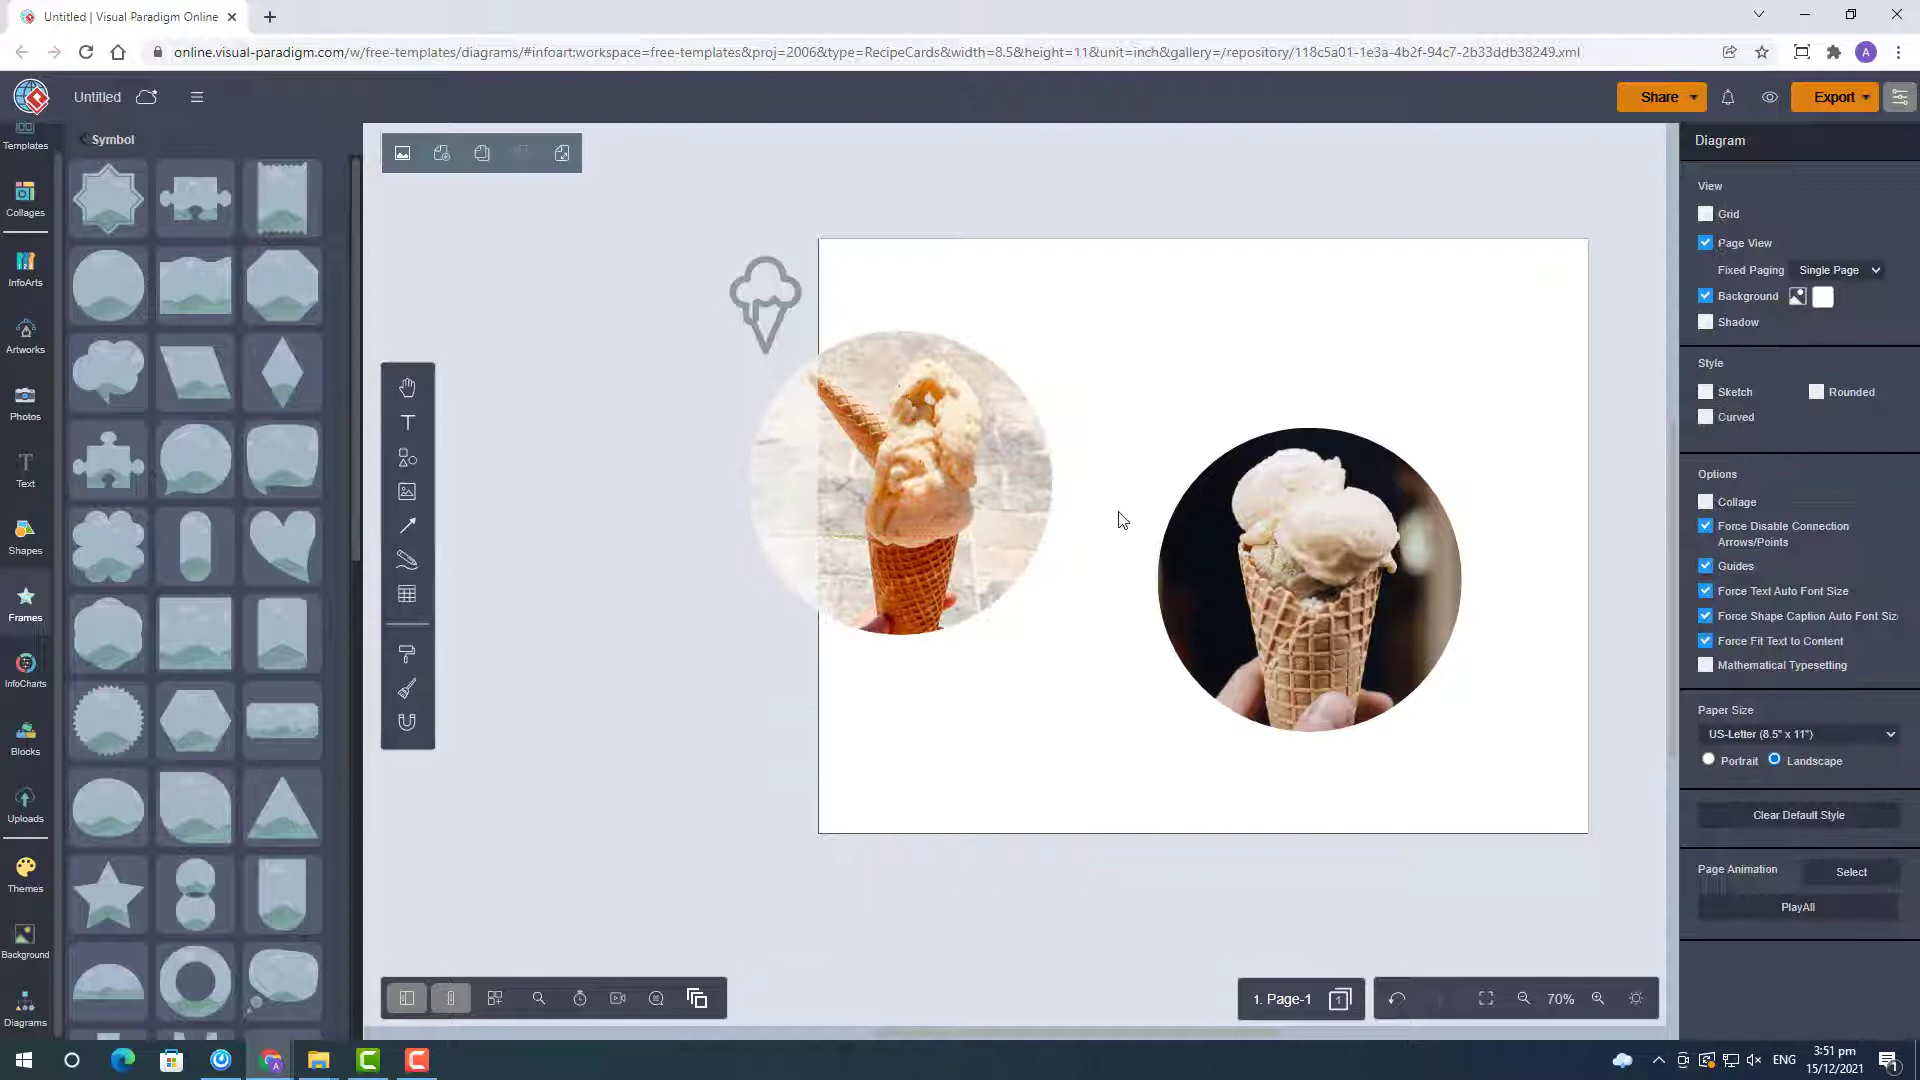 Untitled | Visual Paradigm Online
online.visual-paradigm.com/w/free-templates/diagrams/#infoart:workspace=free-templates&proj=2006&type=RecipeCards&width=8.5&height=11&unit=inch&gallery=/repository/118c5a01-1e3a-4b2f-94c7-2b33ddb38249.xml
A
Untitled
Share
Export
Templates
Collages
InfoArts
Artworks
Photos
Text
Shapes
Frames
InfoCharts
Blocks
Uploads
Themes
Background
Diagrams
Symbol
1. Page-1
1
70%
Diagram
View
Grid
Page View
Fixed Paging Single Page
Background
Shadow
Style
Sketch Rounded
Curved
Options
Collage
Force Disable Connection
Arrows/Points
Guides
Force Text Auto Font Size
Force Shape Caption Auto Font Siz
Force Fit Text to Content
Mathematical Typesetting
Paper Size
US-Letter (8.5" x 11")
Portrait Landscape
Clear Default Style
Page Animation Select
PlayAll
ENG
3:51 pm
15/12/2021
1